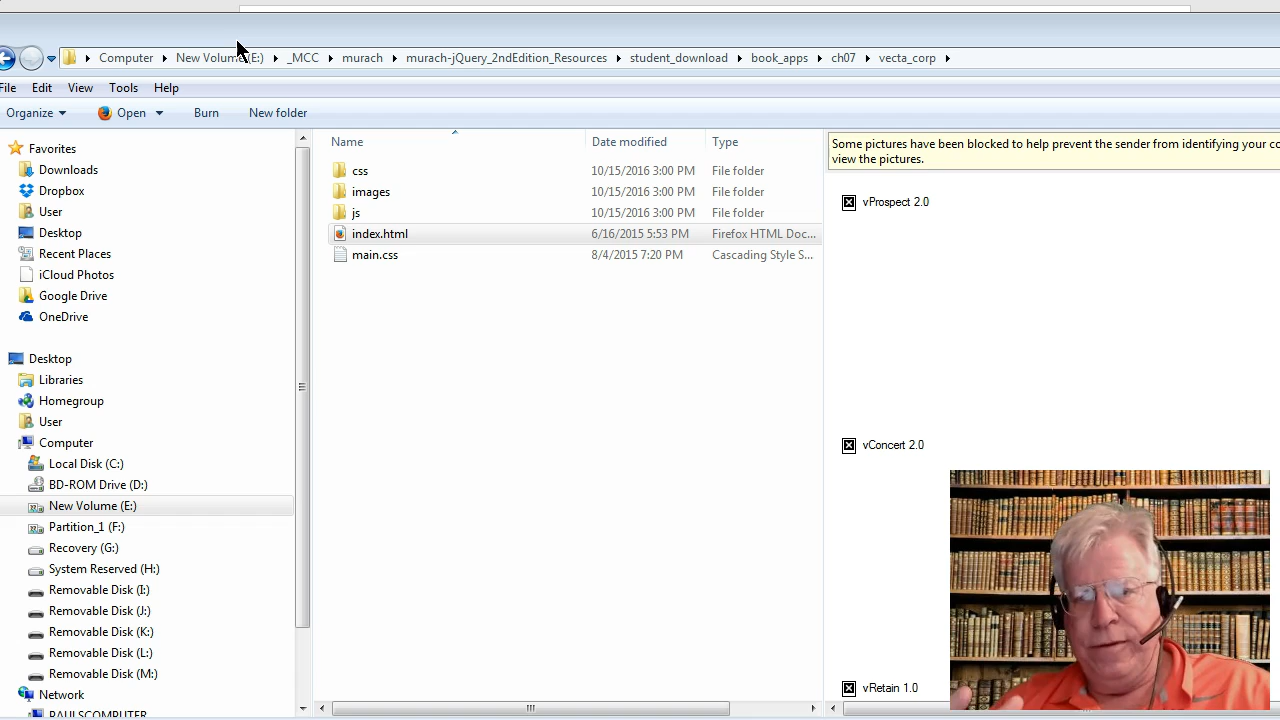 Computer New Volume (E:) _MCC murach murach-jQuery_2ndEdition_Resources student_download book_apps ch07 vecta_corp
File Edit View Tools Help
Organize Open Burn New folder
Favorites
Downloads
Dropbox
User
Desktop
Recent Places
iCloud Photos
Google Drive
OneDrive
Desktop
Libraries
Homegroup
User
Computer
Local Disk (C:)
BD-ROM Drive (D:)
New Volume (E:)
Partition_1 (F:)
Recovery (G:)
System Reserved (H:)
Removable Disk (I:)
Removable Disk (J:)
Removable Disk (K:)
Removable Disk (L:)
Removable Disk (M:)
Network
PAULSCOMPUTER
Name Date modified Type
css 10/15/2016 3:00 PM File folder
images 10/15/2016 3:00 PM File folder
js 10/15/2016 3:00 PM File folder
index.html 6/16/2015 5:53 PM Firefox HTML Doc...
main.css 8/4/2015 7:20 PM Cascading Style S...
Some pictures have been blocked to help prevent the sender from identifying your co
view the pictures.
vProspect 2.0
vConcert 2.0
vRetain 1.0